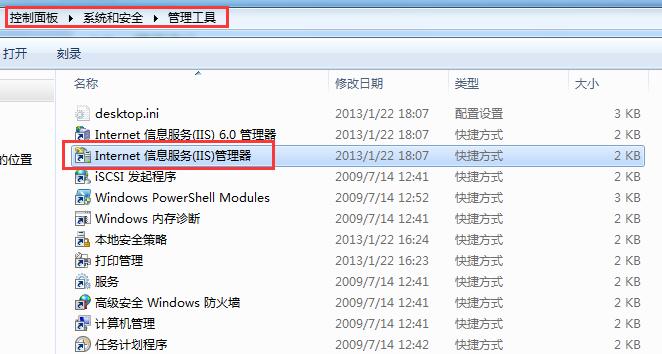 控制面板 ▸ 系统和安全 ▸ 管理工具
打开 刻录
名称 修改日期 类型 大小
desktop.ini 2013/1/22 18:07 配置设置 3 KB
Internet 信息服务(IIS) 6.0 管理器 2013/1/22 18:07 快捷方式 2 KB
的位置 Internet 信息服务(IIS)管理器 2013/1/22 18:07 快捷方式 2 KB
iSCSI 发起程序 2009/7/14 12:41 快捷方式 2 KB
Windows PowerShell Modules 2009/7/14 12:52 快捷方式 3 KB
Windows 内存诊断 2009/7/14 12:41 快捷方式 2 KB
本地安全策略 2013/1/22 16:24 快捷方式 2 KB
打印管理 2013/1/22 16:23 快捷方式 2 KB
服务 2009/7/14 12:41 快捷方式 2 KB
高级安全 Windows 防火墙 2009/7/14 12:41 快捷方式 2 KB
计算机管理 2009/7/14 12:41 快捷方式 2 KB
任务计划程序 2009/7/14 12:42 快捷方式 2 KB